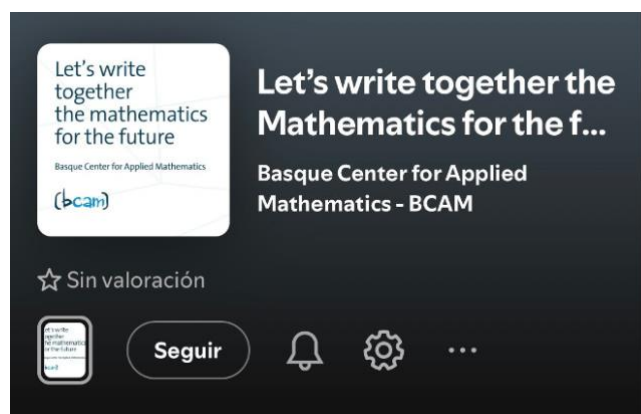 Let's write
together
the mathematics
for the future
Basque Center for Applied Mathematics
(bcam)
Let's write together the
Mathematics for the f...
Basque Center for Applied
Mathematics - BCAM
Sin valoración
Seguir